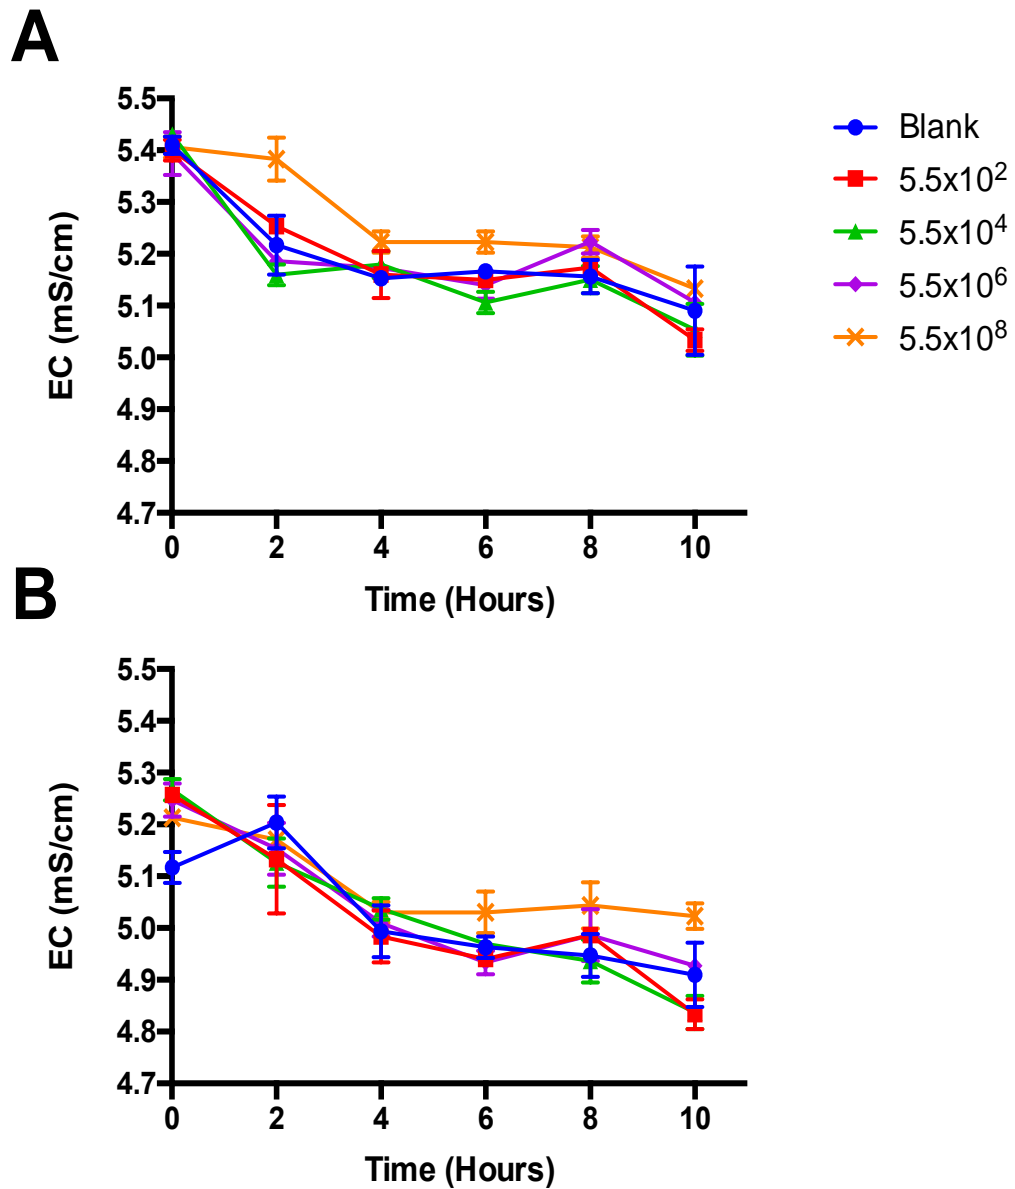 A
5.5
5.4
5.3
5.2
5.1
5.0
4.9
4.8
4.7
EC (mS/cm)
0 2 4 6 8 10
Time (Hours)
Blank
5.5x10²
5.5x10⁴
5.5x10⁶
5.5x10⁸
B
5.5
5.4
5.3
5.2
5.1
5.0
4.9
4.8
4.7
EC (mS/cm)
0 2 4 6 8 10
Time (Hours)